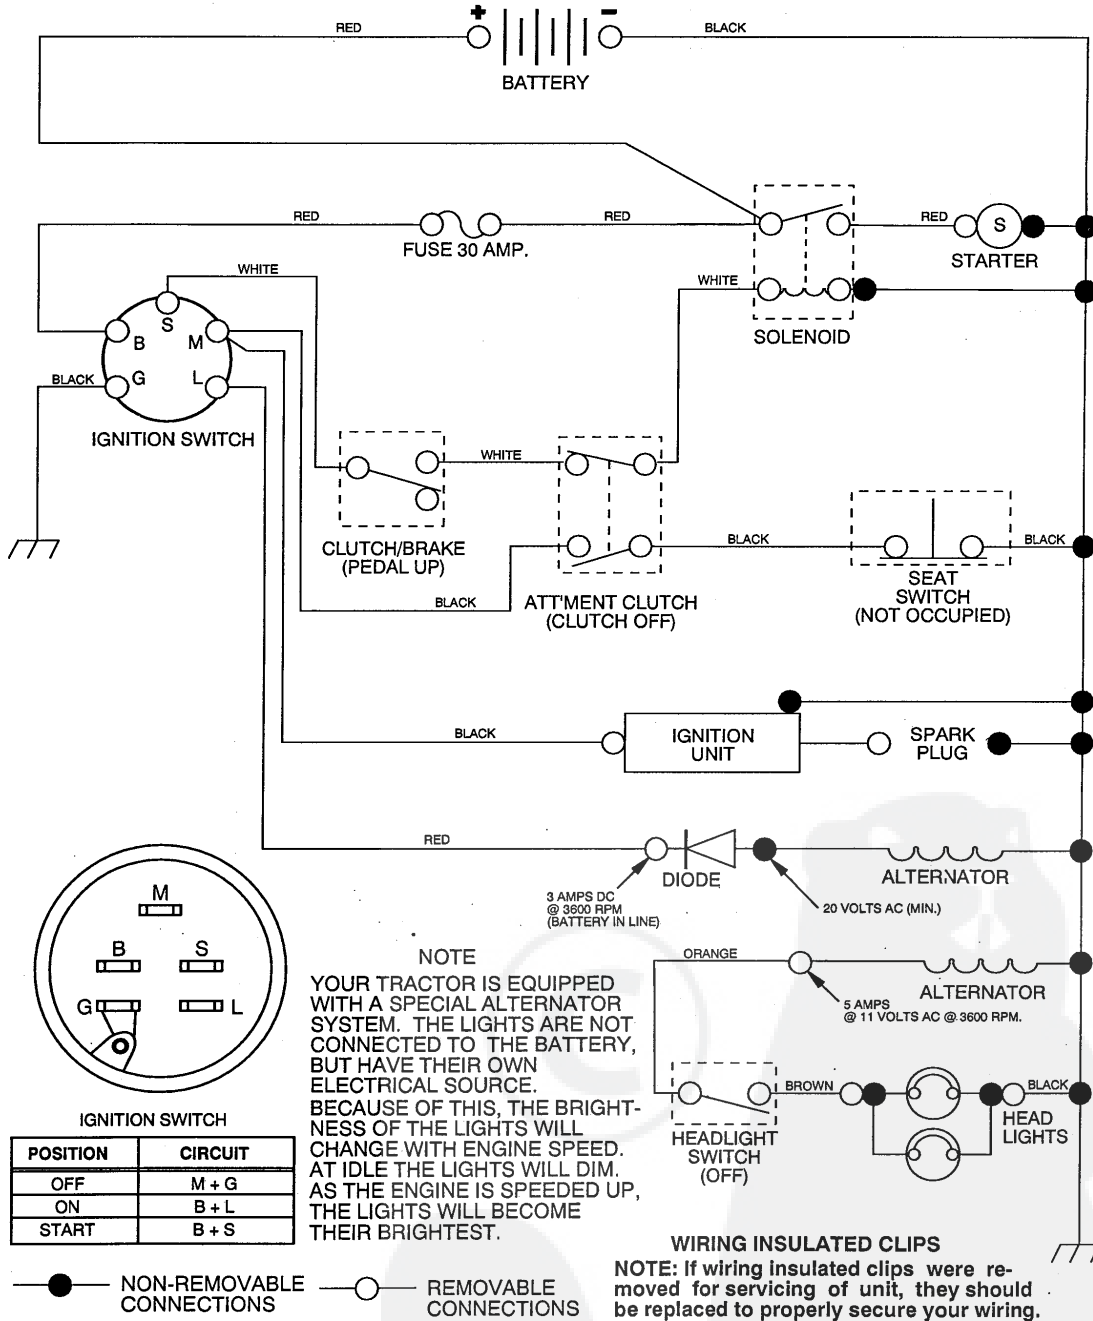 + −
RED
BLACK
BATTERY
RED
RED
RED
S
FUSE 30 AMP.
STARTER
WHITE
WHITE
S
B
M
SOLENOID
BLACK
G
L
IGNITION SWITCH
WHITE
CLUTCH/BRAKE
(PEDAL UP)
BLACK
BLACK
BLACK
ATT'MENT CLUTCH
(CLUTCH OFF)
SEAT
SWITCH
(NOT OCCUPIED)
BLACK
IGNITION
UNIT
SPARK
PLUG
RED
DIODE
ALTERNATOR
3 AMPS DC
@ 3600 RPM
(BATTERY IN LINE)
20 VOLTS AC (MIN.)
M
B
S
G
L
IGNITION SWITCH
POSITION CIRCUIT
OFF M + G
ON B + L
START B + S
NOTE
YOUR TRACTOR IS EQUIPPED
WITH A SPECIAL ALTERNATOR
SYSTEM. THE LIGHTS ARE NOT
CONNECTED TO THE BATTERY,
BUT HAVE THEIR OWN
ELECTRICAL SOURCE.
BECAUSE OF THIS, THE BRIGHT-
NESS OF THE LIGHTS WILL
CHANGE WITH ENGINE SPEED.
AT IDLE THE LIGHTS WILL DIM.
AS THE ENGINE IS SPEEDED UP,
THE LIGHTS WILL BECOME
THEIR BRIGHTEST.
ORANGE
ALTERNATOR
5 AMPS
@ 11 VOLTS AC @ 3600 RPM.
BROWN
BLACK
HEADLIGHT
SWITCH
(OFF)
HEAD
LIGHTS
NON-REMOVABLE
CONNECTIONS
REMOVABLE
CONNECTIONS
WIRING INSULATED CLIPS
NOTE: If wiring insulated clips were re-
moved for servicing of unit, they should
be replaced to properly secure your wiring.
©